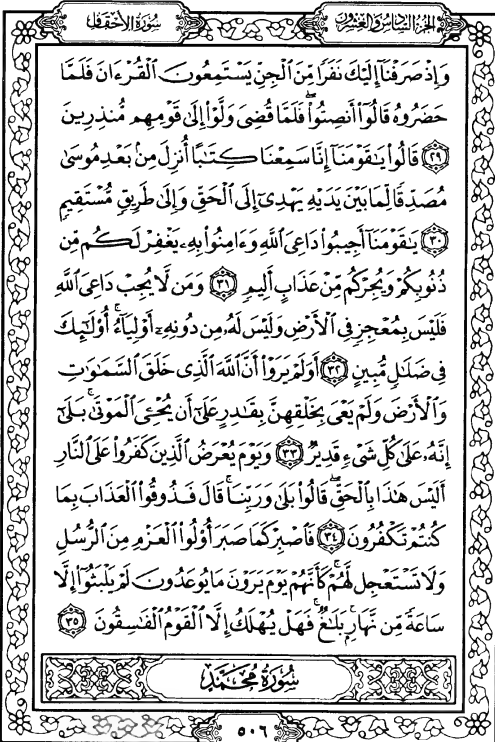 سورة الأحقاف
الجزء السادس والعشرون
وَإِذْ صَرَفْنَآ إِلَيْكَ نَفَرًا مِّنَ ٱلْجِنِّ يَسْتَمِعُونَ ٱلْقُرْءَانَ فَلَمَّا
حَضَرُوهُ قَالُوٓا۟ أَنصِتُوا۟ ۖ فَلَمَّا قُضِىَ وَلَّوْا۟ إِلَىٰ قَوْمِهِم مُّنذِرِينَ
٢٩ قَالُوا۟ يَٰقَوْمَنَآ إِنَّا سَمِعْنَا كِتَٰبًا أُنزِلَ مِنۢ بَعْدِ مُوسَىٰ
مُصَدِّقًا لِّمَا بَيْنَ يَدَيْهِ يَهْدِىٓ إِلَى ٱلْحَقِّ وَإِلَىٰ طَرِيقٍ مُّسْتَقِيمٍ
٣٠ يَٰقَوْمَنَآ أَجِيبُوا۟ دَاعِىَ ٱللَّهِ وَءَامِنُوا۟ بِهِۦ يَغْفِرْ لَكُم مِّن
ذُنُوبِكُمْ وَيُجِرْكُم مِّنْ عَذَابٍ أَلِيمٍ ٣١ وَمَن لَّا يُجِبْ دَاعِىَ ٱللَّهِ
فَلَيْسَ بِمُعْجِزٍ فِى ٱلْأَرْضِ وَلَيْسَ لَهُۥ مِن دُونِهِۦٓ أَوْلِيَآءُ ۚ أُو۟لَٰٓئِكَ
فِى ضَلَٰلٍ مُّبِينٍ ٣٢ أَوَلَمْ يَرَوْا۟ أَنَّ ٱللَّهَ ٱلَّذِى خَلَقَ ٱلسَّمَٰوَٰتِ
وَٱلْأَرْضَ وَلَمْ يَعْىَ بِخَلْقِهِنَّ بِقَٰدِرٍ عَلَىٰٓ أَن يُحْۦِىَ ٱلْمَوْتَىٰ ۚ بَلَىٰٓ
إِنَّهُۥ عَلَىٰ كُلِّ شَىْءٍ قَدِيرٌ ٣٣ وَيَوْمَ يُعْرَضُ ٱلَّذِينَ كَفَرُوا۟ عَلَى ٱلنَّارِ
أَلَيْسَ هَٰذَا بِٱلْحَقِّ ۖ قَالُوا۟ بَلَىٰ وَرَبِّنَا ۚ قَالَ فَذُوقُوا۟ ٱلْعَذَابَ بِمَا
كُنتُمْ تَكْفُرُونَ ٣٤ فَٱصْبِرْ كَمَا صَبَرَ أُو۟لُوا۟ ٱلْعَزْمِ مِنَ ٱلرُّسُلِ
وَلَا تَسْتَعْجِل لَّهُمْ ۚ كَأَنَّهُمْ يَوْمَ يَرَوْنَ مَا يُوعَدُونَ لَمْ يَلْبَثُوٓا۟ إِلَّا
سَاعَةً مِّن نَّهَارٍۭ ۚ بَلَٰغٌ ۚ فَهَلْ يُهْلَكُ إِلَّا ٱلْقَوْمُ ٱلْفَٰسِقُونَ ٣٥
سُورَةُ مُحَمَّد
٥٠٦